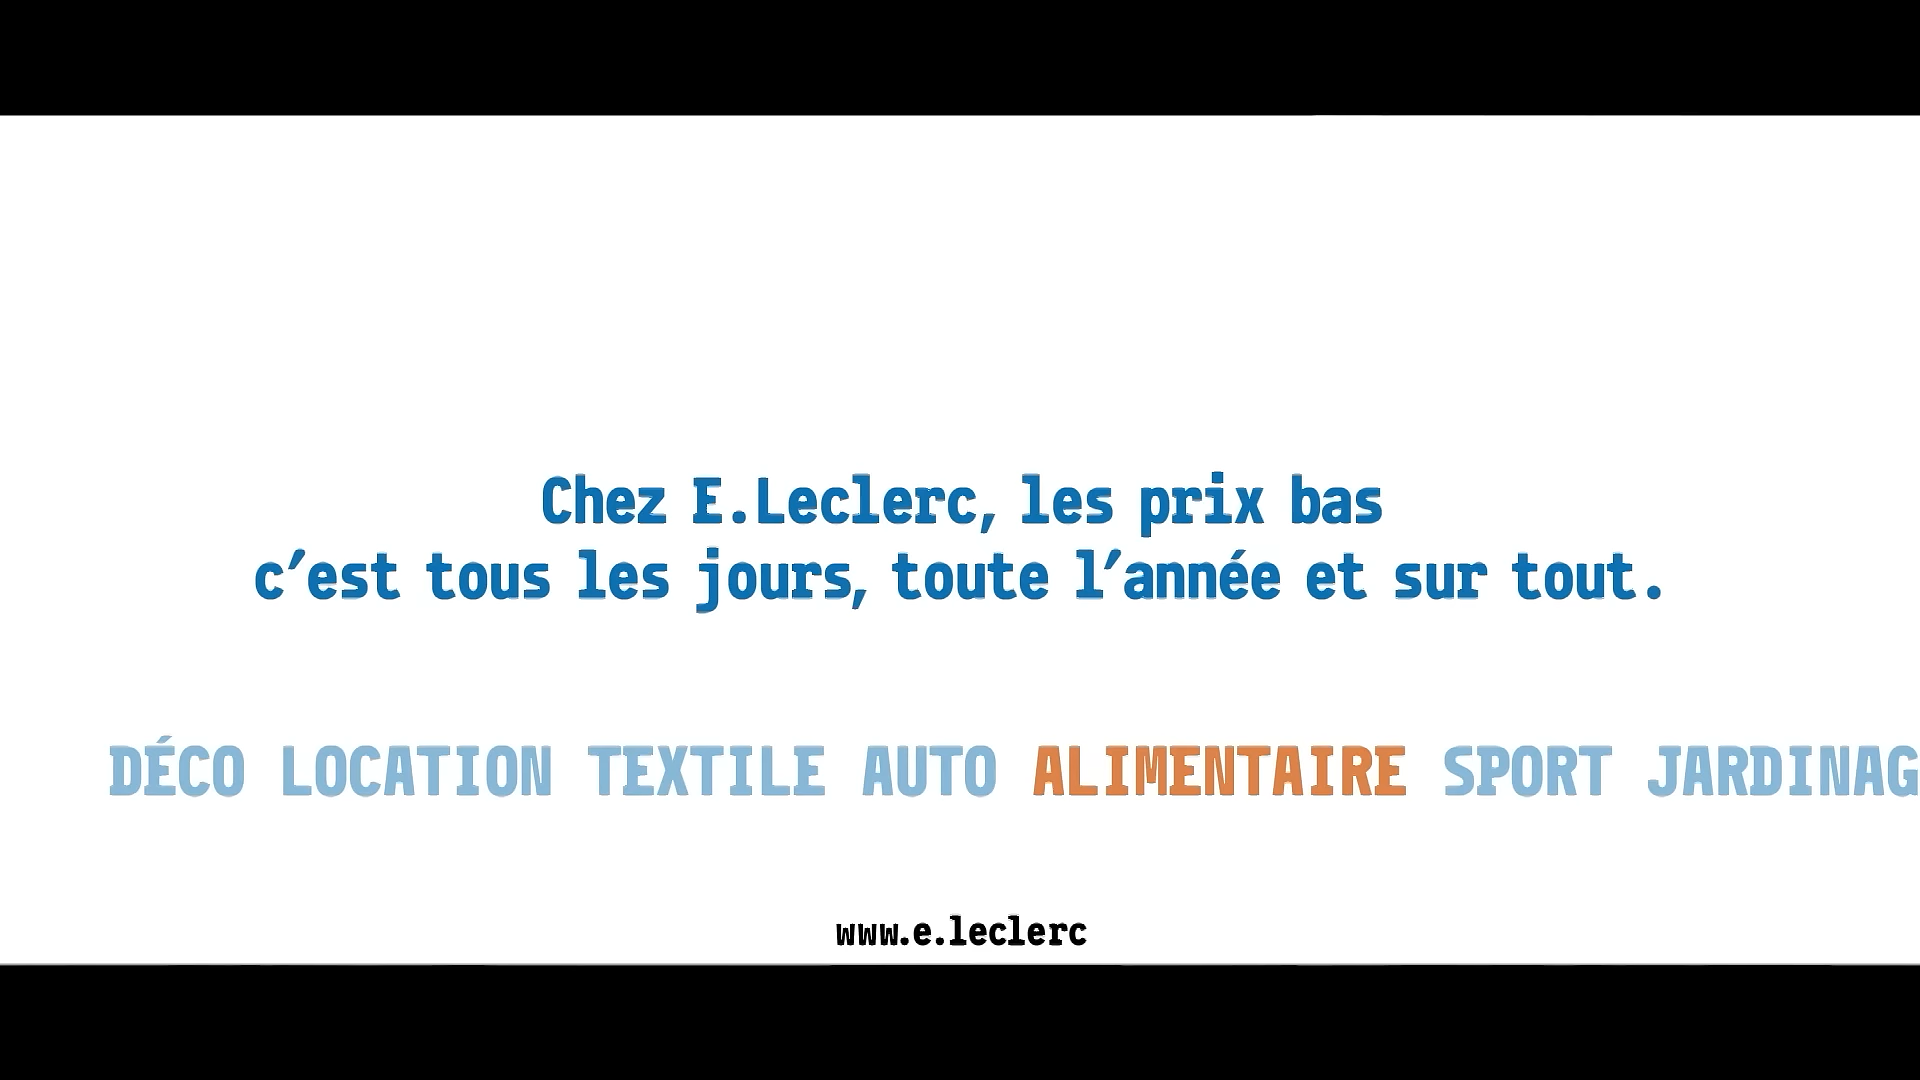 Chez E.Leclerc, les prix bas
c’est tous les jours, toute l’année et sur tout.
DÉCO LOCATION TEXTILE AUTO ALIMENTAIRE SPORT JARDINAG
www.e.leclerc